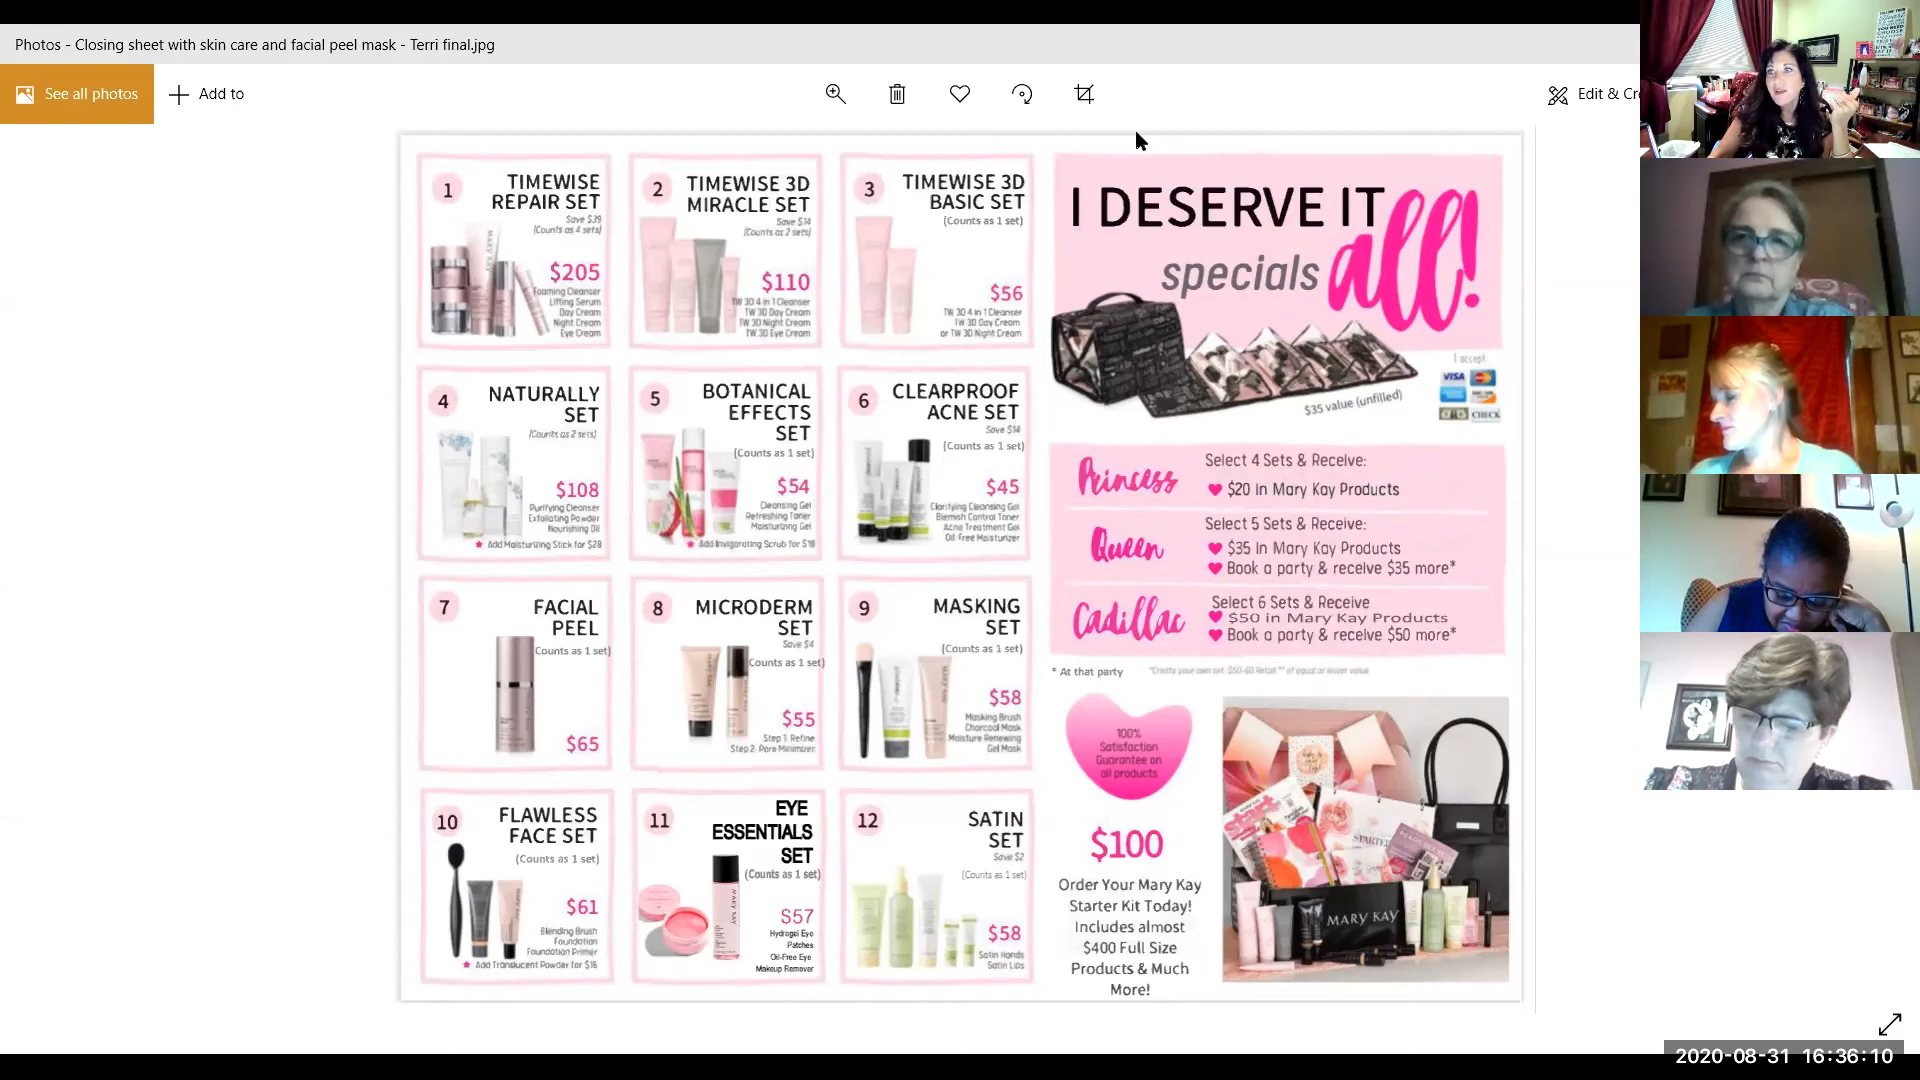 Photos - Closing sheet with skin care and facial peel mask - Terri final.jpg
See all photos
Add to
Edit & Cr
1
TIMEWISE
REPAIR SET
Save $39
(Counts as 4 sets)
$205
Foaming Cleanser
Lifting Serum
Day Cream
Night Cream
Eye Cream
2
TIMEWISE 3D
MIRACLE SET
Save $14
(Counts as 2 sets)
$110
TW 3D 4 in 1 Cleanser
TW 3D Day Cream
TW 3D Night Cream
TW 3D Eye Cream
3
TIMEWISE 3D
BASIC SET
(Counts as 1 set)
$56
TW 3D 4 in 1 Cleanser
TW 3D Day Cream
or TW 3D Night Cream
I DESERVE IT
all!
specials
I accept:
VISA
CHECK
$35 value (unfilled)
4
NATURALLY
SET
(Counts as 2 sets)
$108
Purifying Cleanser
Exfoliating Powder
Nourishing Oil
Add Moisturizing Stick for $28
5
BOTANICAL
EFFECTS
SET
(Counts as 1 set)
$54
Cleansing Gel
Refreshing Toner
Moisturizing Gel
Add Invigorating Scrub for $18
6
CLEARPROOF
ACNE SET
Save $14
(Counts as 1 set)
$45
Clarifying Cleansing Gel
Blemish Control Toner
Acne Treatment Gel
Oil-Free Moisturizer
Princess
Select 4 Sets & Receive:
$20 in Mary Kay Products
Queen
Select 5 Sets & Receive:
$35 in Mary Kay Products
Book a party & receive $35 more*
Cadillac
Select 6 Sets & Receive
$50 in Mary Kay Products
Book a party & receive $50 more*
* At that party
*Create your own set: $50-60 Retail ** of equal or lesser value
7
FACIAL
PEEL
Counts as 1 set)
$65
8
MICRODERM
SET
Save $4
Counts as 1 set)
$55
Step 1: Refine
Step 2: Pore Minimizer
9
MASKING
SET
(Counts as 1 set)
$58
Masking Brush
Charcoal Mask
Moisture Renewing
Gel Mask
100%
Satisfaction
Guarantee on
all products
$100
Order Your Mary Kay
Starter Kit Today!
Includes almost
$400 Full Size
Products & Much
More!
MARY KAY
10
FLAWLESS
FACE SET
(Counts as 1 set)
$61
Blending Brush
Foundation
Foundation Primer
Add Translucent Powder for $16
11
EYE
ESSENTIALS
SET
(Counts as 1 set)
$57
Hydrogel Eye
Patches
Oil-Free Eye
Makeup Remover
12
SATIN
SET
Save $2
(Counts as 1 set)
$58
Satin Hands
Satin Lips
2020-08-31 16:36:10